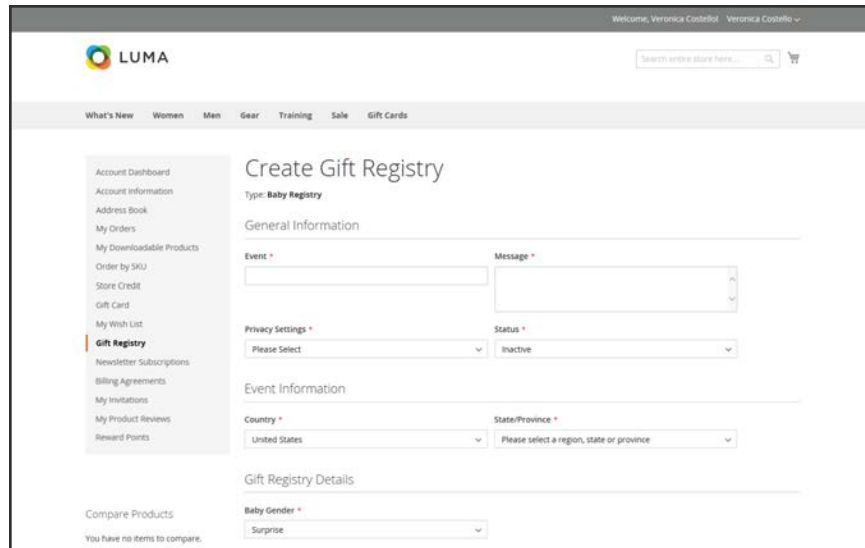 Welcome, Veronica Costello! Veronica Costello
LUMA
Search entire store here...
What's New Women Men Gear Training Sale Gift Cards
Account Dashboard
Account Information
Address Book
My Orders
My Downloadable Products
Order by SKU
Store Credit
Gift Card
My Wish List
Gift Registry
Newsletter Subscriptions
Billing Agreements
My Invitations
My Product Reviews
Reward Points
Compare Products
You have no items to compare.
Create Gift Registry
Type: Baby Registry
General Information
Event * Message *
Privacy Settings * Status *
Please Select Inactive
Event Information
Country * State/Province *
United States Please select a region, state or province
Gift Registry Details
Baby Gender *
Surprise